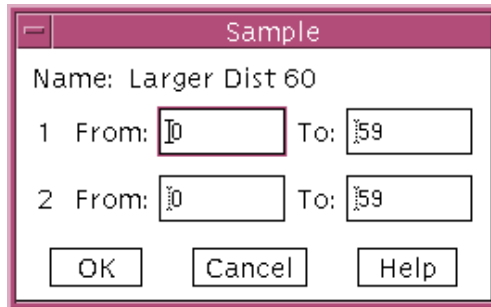 Sample
Name: Larger Dist 60
1 From: 0 To: 59
2 From: 0 To: 59
OK Cancel Help